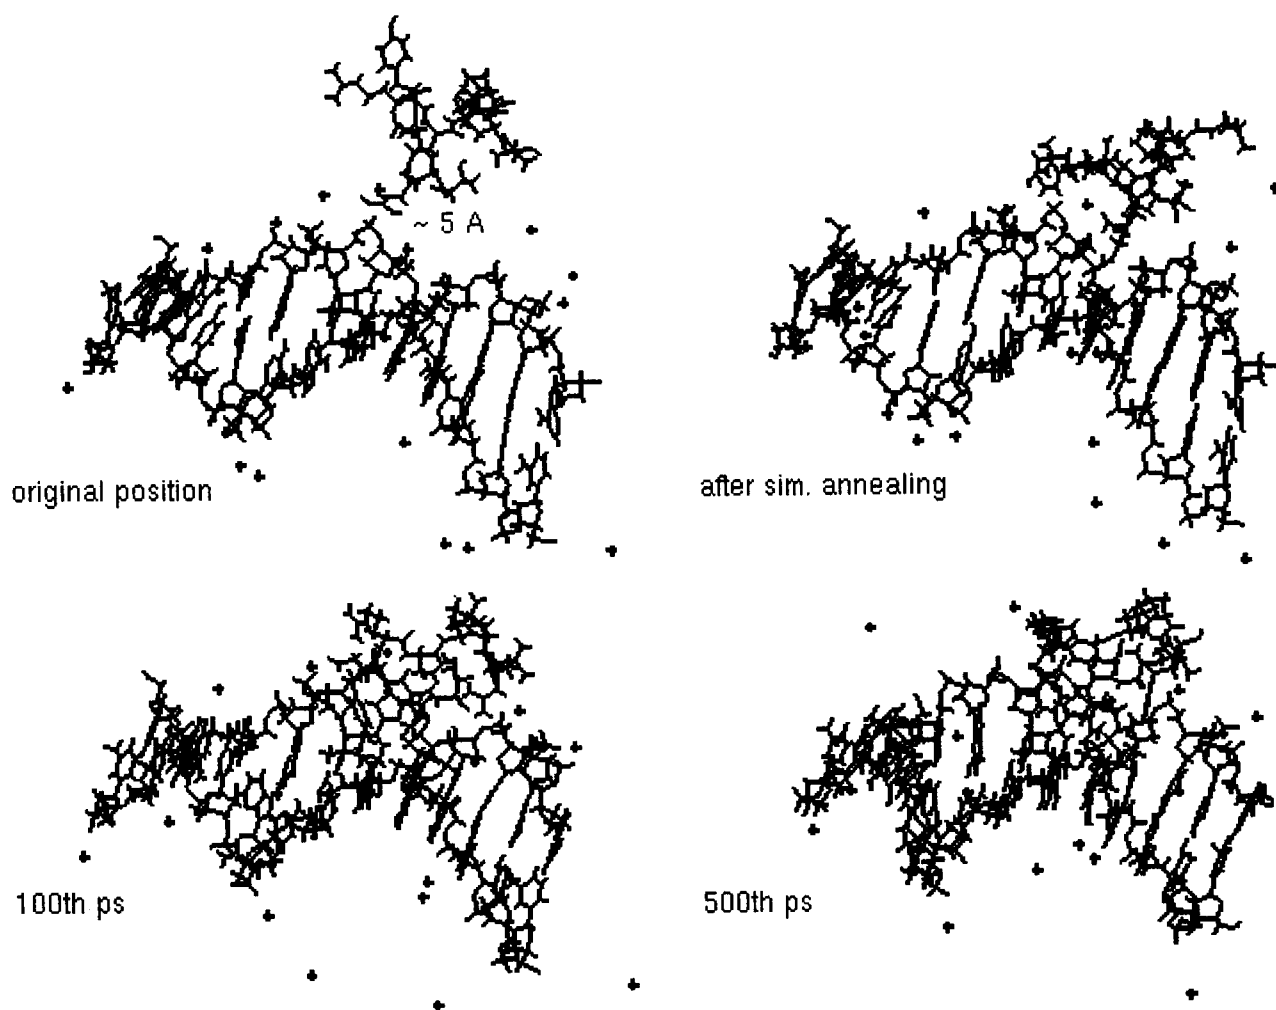 ~ 5 A
original position
after sim. annealing
100th ps
500th ps